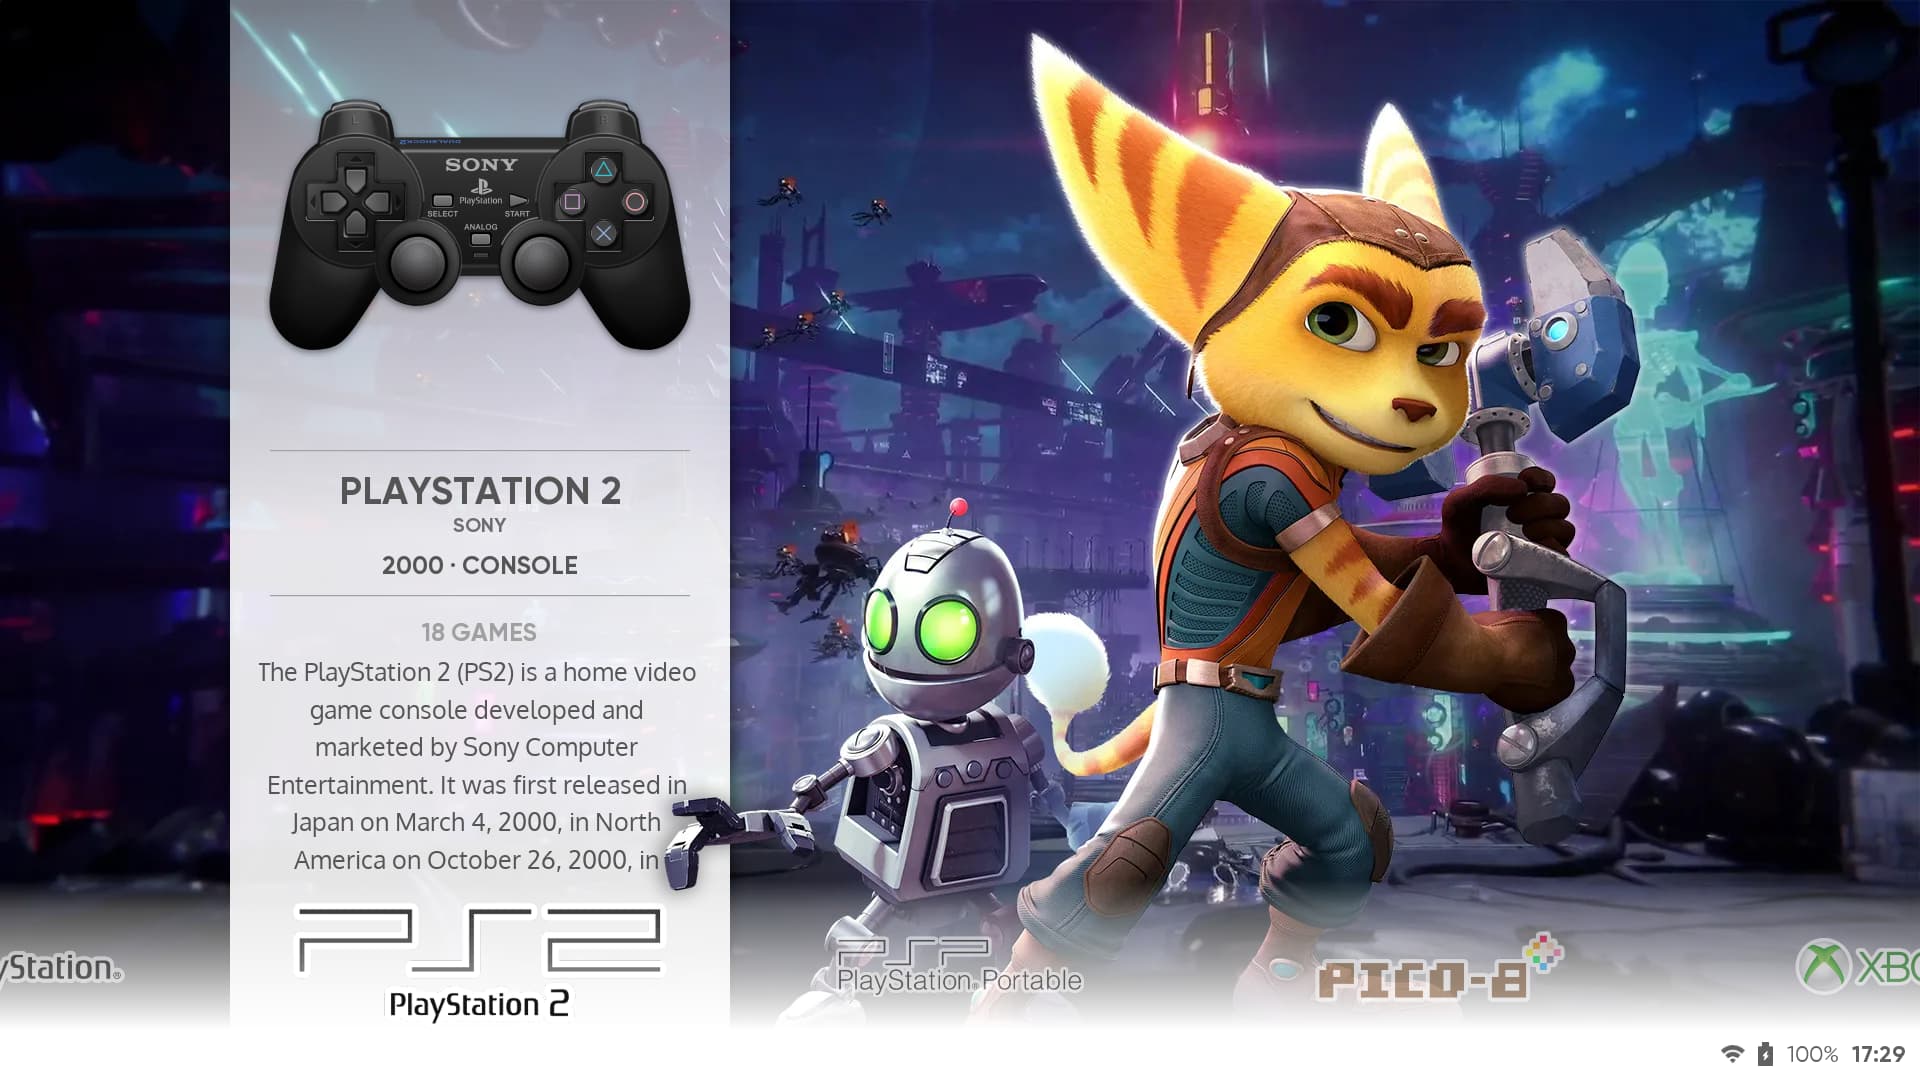 L
R
DUALSHOCK2
SONY
PlayStation
SELECT
START
ANALOG
PLAYSTATION 2
SONY
2000 · CONSOLE
18 GAMES
The PlayStation 2 (PS2) is a home video
game console developed and
marketed by Sony Computer
Entertainment. It was first released in
Japan on March 4, 2000, in North
America on October 26, 2000, in
yStation®
PS2
PlayStation 2
PSP
PlayStation®Portable
PICO-8
XBO
100% 17:29